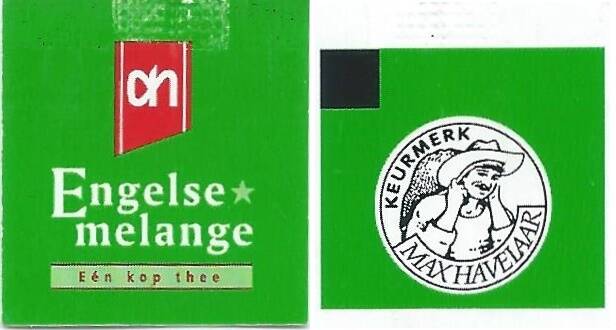 ah
Engelse
melange
Eén kop thee
KEURMERK
MAX HAVELAAR